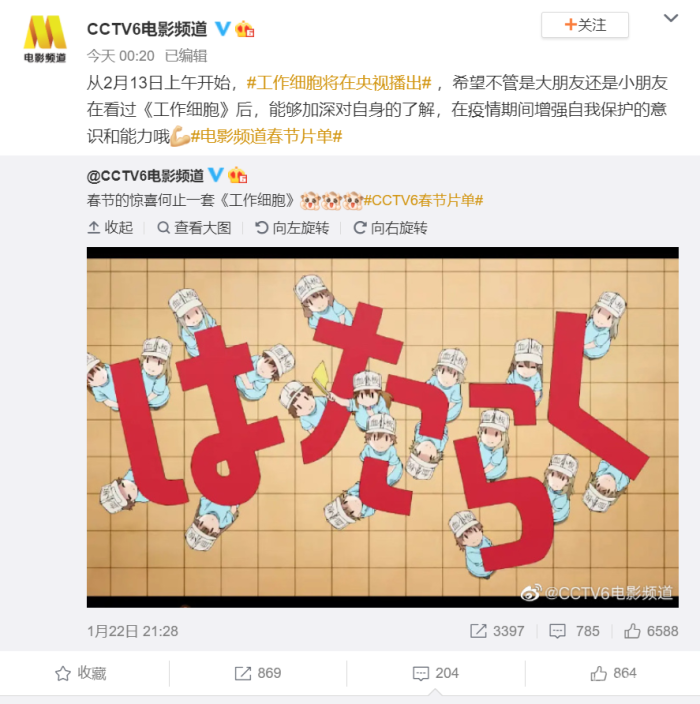 电影频道
CCTV6电影频道
+关注
今天 00:20 已编辑
从2月13日上午开始，#工作细胞将在央视播出# ，希望不管是大朋友还是小朋友
在看过《工作细胞》后，能够加深对自身的了解，在疫情期间增强自我保护的意
识和能力哦💪#电影频道春节片单#
@CCTV6电影频道
春节的惊喜何止一套《工作细胞》🐮🐮🐮#CCTV6春节片单#
收起 查看大图 向左旋转 向右旋转
はたらく
@CCTV6电影频道
1月22日 21:28 3397 785 6588
收藏 869 204 864